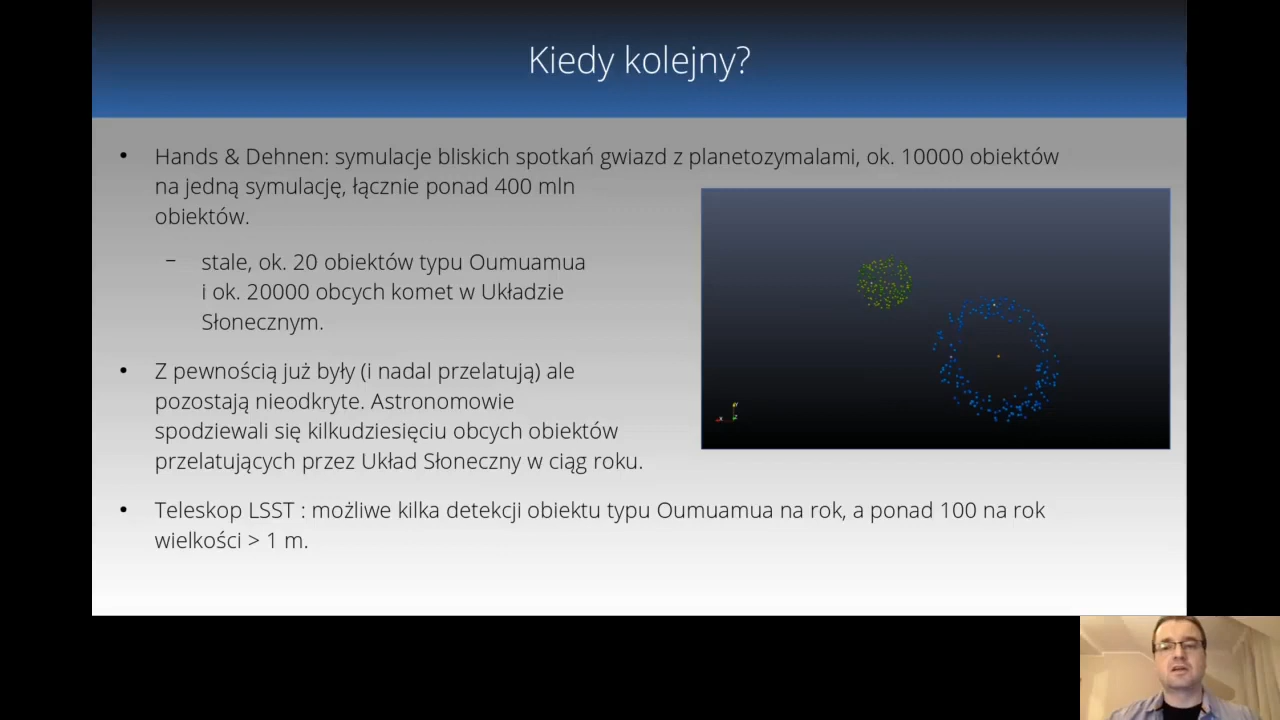 Kiedy kolejny?
• Hands & Dehnen: symulacje bliskich spotkań gwiazd z planetozymalami, ok. 10000 obiektów
na jedną symulację, łącznie ponad 400 mln
obiektów.
– stale, ok. 20 obiektów typu Oumuamua
i ok. 20000 obcych komet w Układzie
Słonecznym.
• Z pewnością już były (i nadal przelatują) ale
pozostają nieodkryte. Astronomowie
spodziewali się kilkudziesięciu obcych obiektów
przelatujących przez Układ Słoneczny w ciąg roku.
• Teleskop LSST : możliwe kilka detekcji obiektu typu Oumuamua na rok, a ponad 100 na rok
wielkości > 1 m.